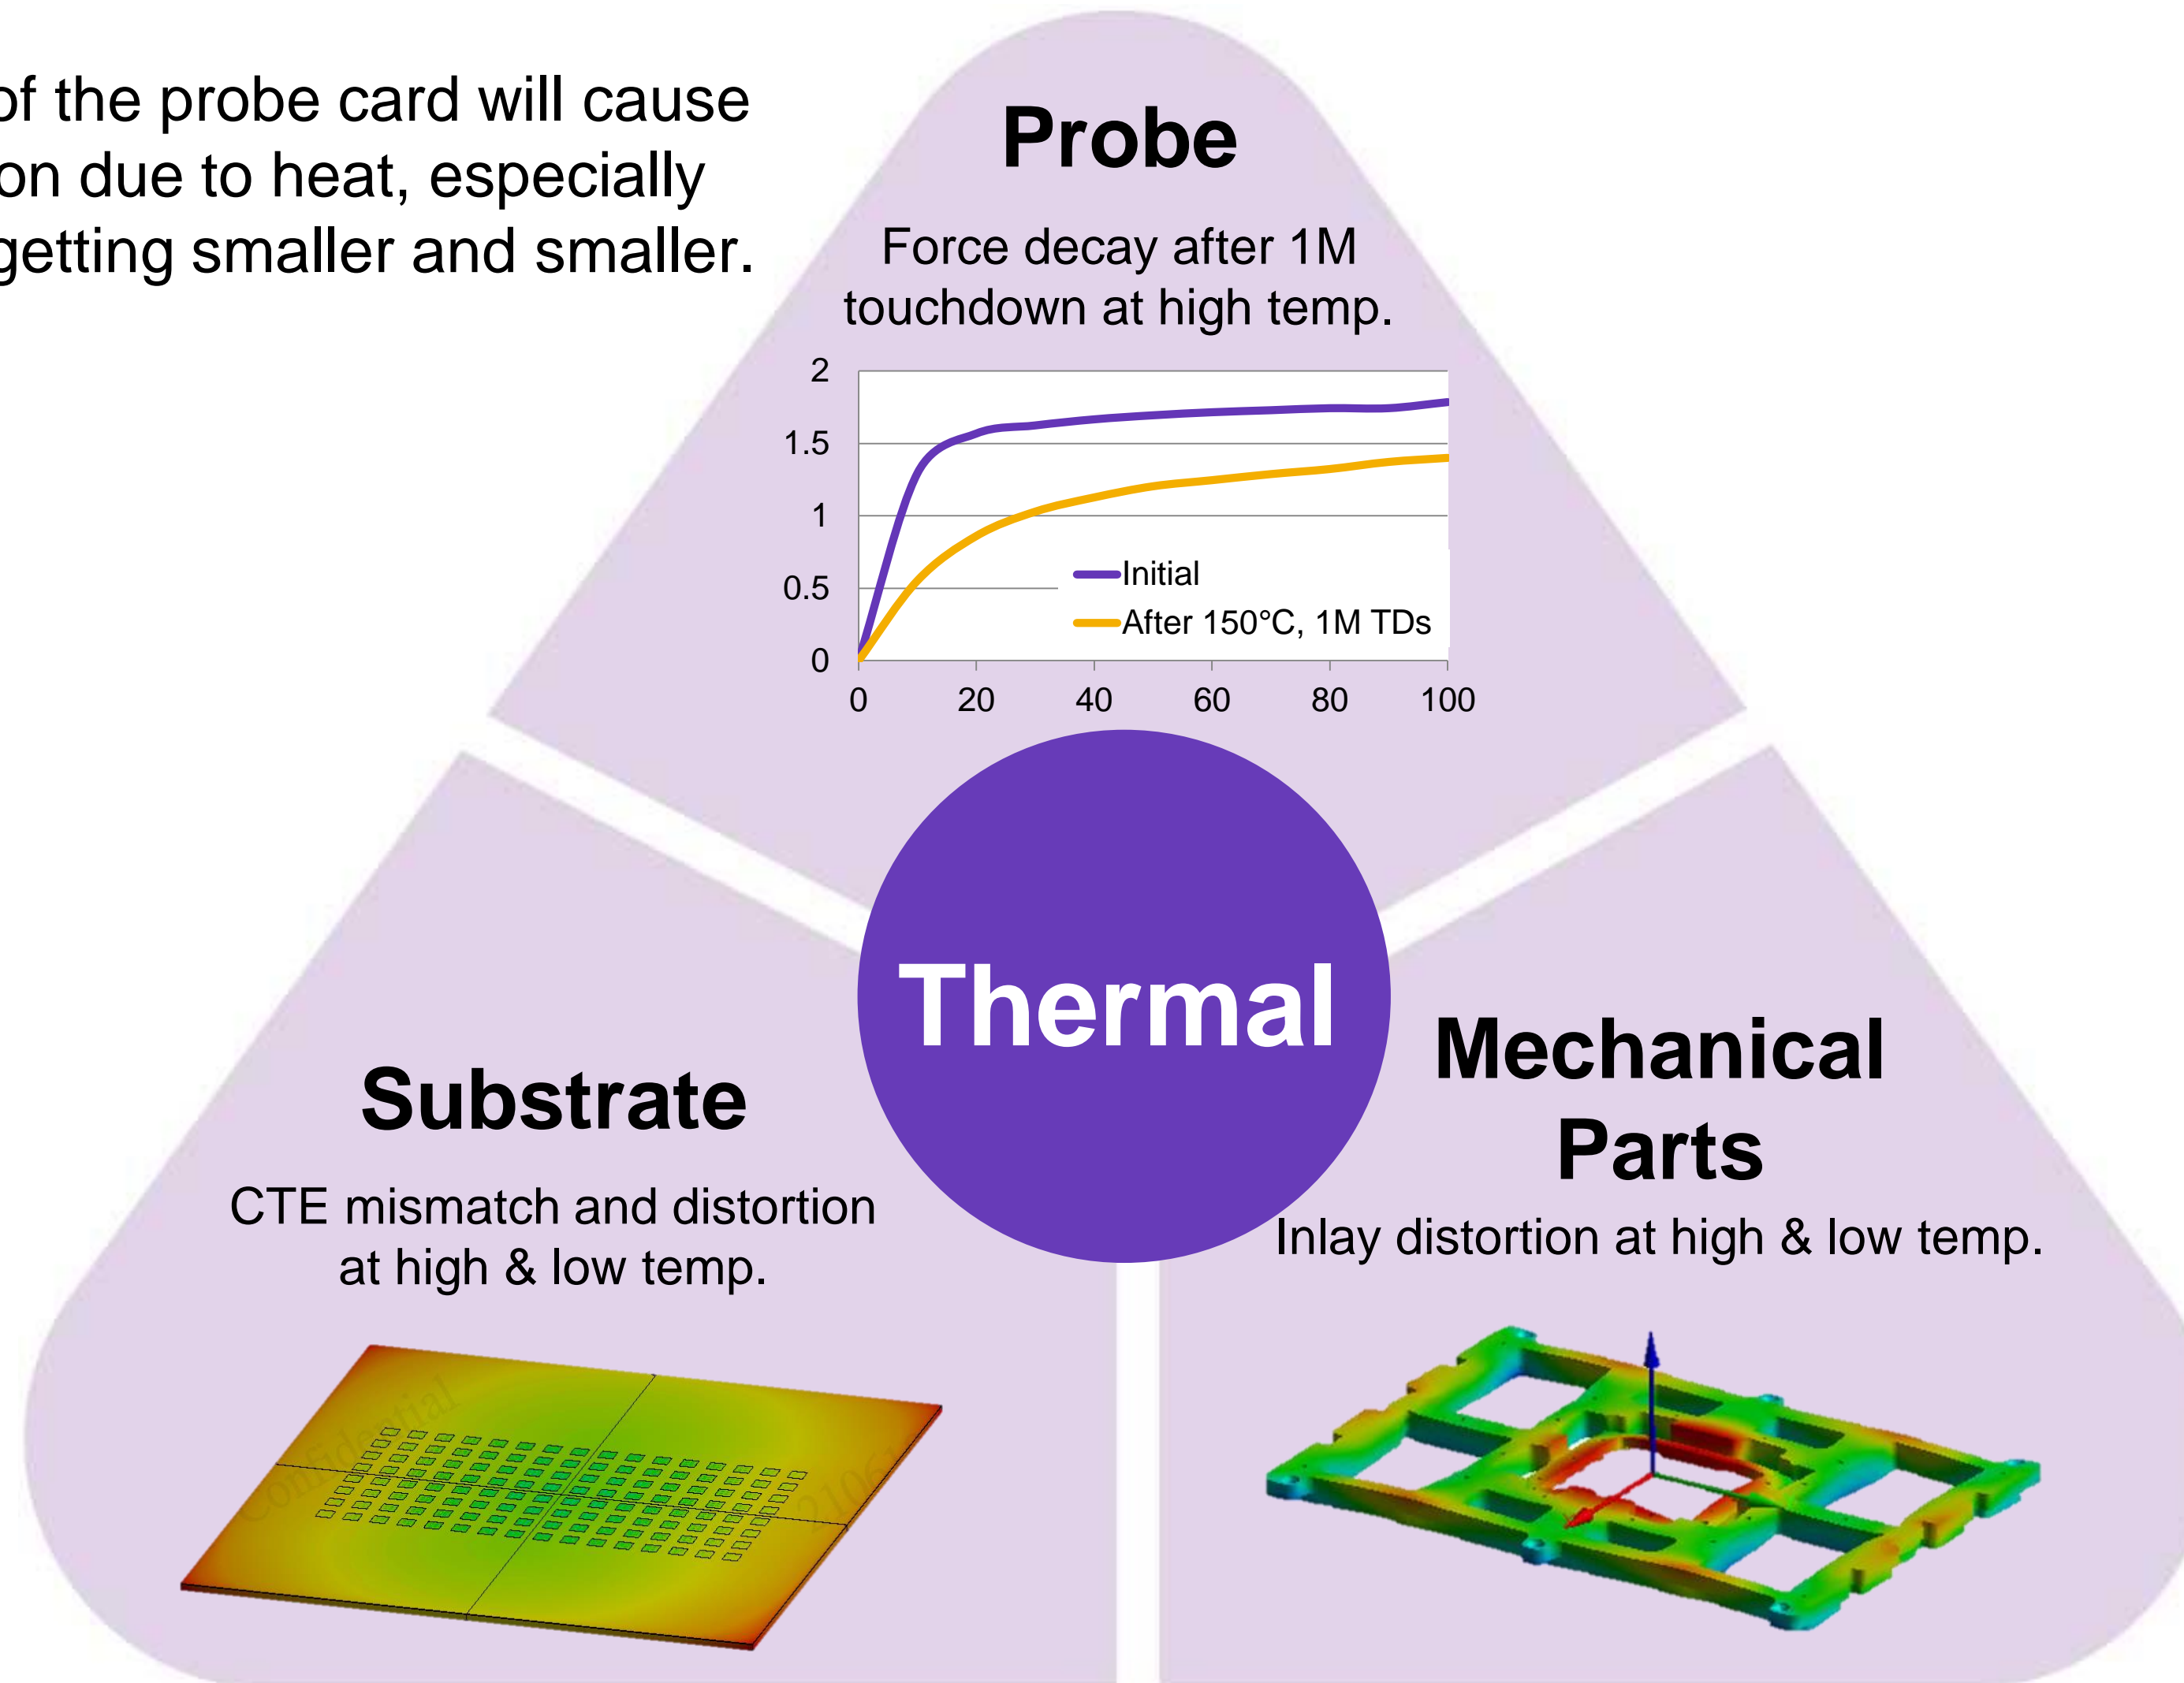 of the probe card will cause
on due to heat, especially
getting smaller and smaller.
Probe
Force decay after 1M
touchdown at high temp.
2
1.5
1
0.5
0
Initial
After 150°C, 1M TDs
0 20 40 60 80 100
Thermal
Substrate
CTE mismatch and distortion
at high & low temp.
Mechanical
Parts
Inlay distortion at high & low temp.
Confidential